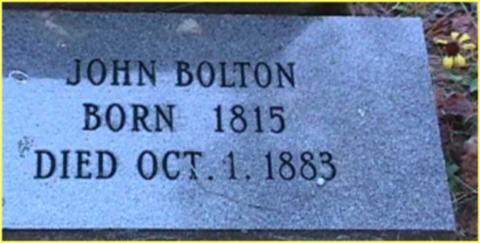 JOHN BOLTON
BORN 1815
DIED OCT. 1. 1883